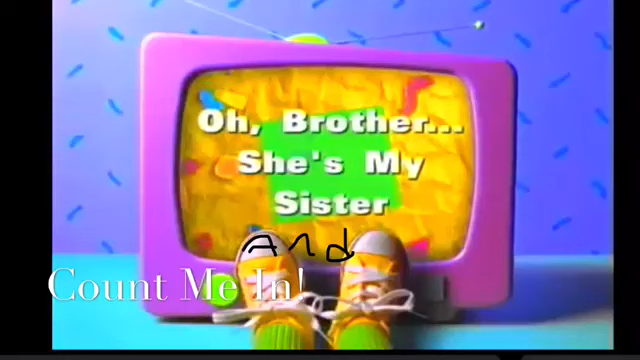 Oh, Brother...
She's My
Sister
And
Count Me In!